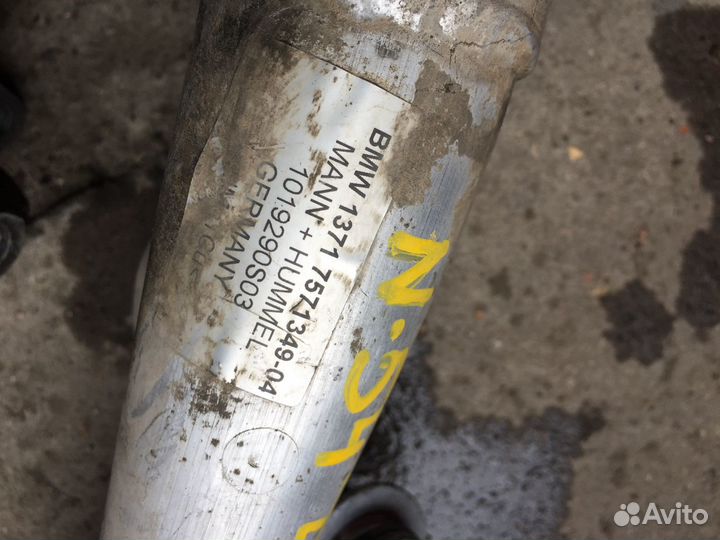 BMW 1371 7571349-04
MANN + HUMMEL
1019290S03
GERMANY
N.54
Avito